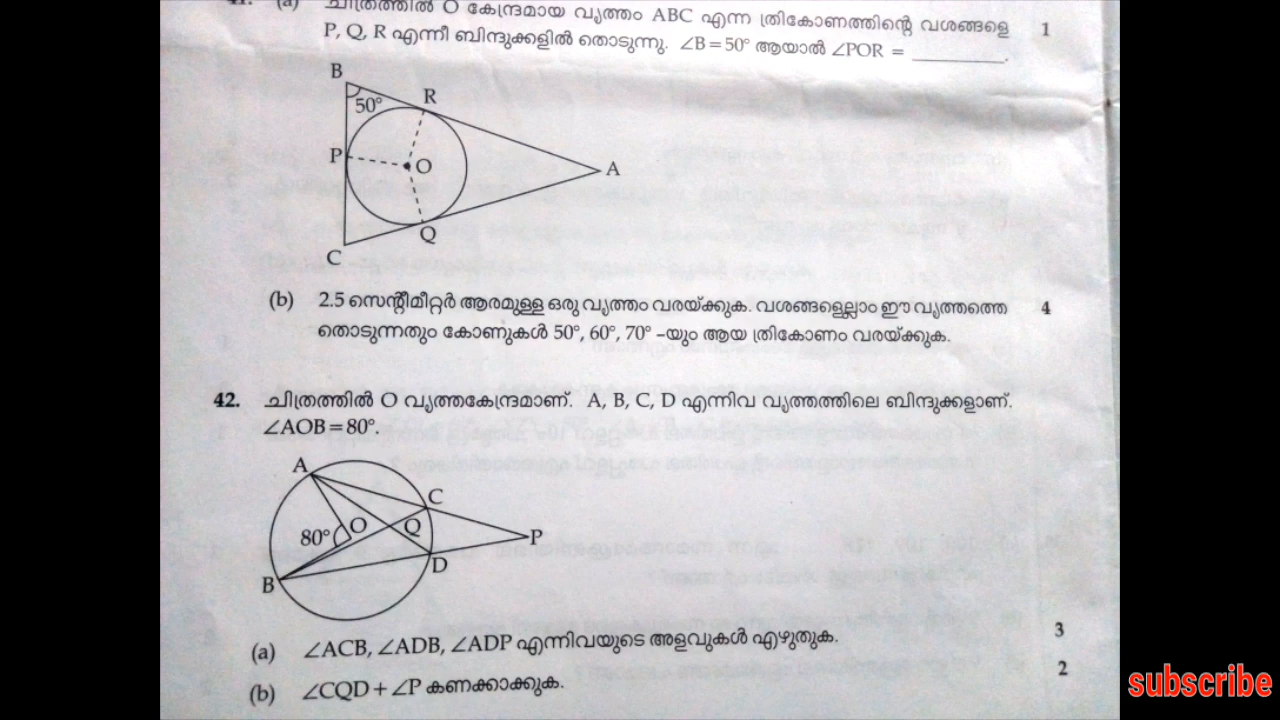 41. (a) ചിത്രത്തിൽ O കേന്ദ്രമായ വൃത്തം ABC എന്ന ത്രികോണത്തിന്റെ വശങ്ങളെ 1
P, Q, R എന്നീ ബിന്ദുക്കളിൽ തൊടുന്നു. ∠B = 50° ആയാൽ ∠POR = ________.
B
50°
R
P
O
A
Q
C
(b) 2.5 സെന്റീമീറ്റർ ആരമുള്ള ഒരു വൃത്തം വരയ്ക്കുക. വശങ്ങളെല്ലാം ഈ വൃത്തത്തെ 4
തൊടുന്നതും കോണുകൾ 50°, 60°, 70° –യും ആയ ത്രികോണം വരയ്ക്കുക.
42. ചിത്രത്തിൽ O വൃത്തകേന്ദ്രമാണ്. A, B, C, D എന്നിവ വൃത്തത്തിലെ ബിന്ദുക്കളാണ്.
∠AOB = 80°.
A
C
80° O Q P
D
B
(a) ∠ACB, ∠ADB, ∠ADP എന്നിവയുടെ അളവുകൾ എഴുതുക. 3
(b) ∠CQD + ∠P കണക്കാക്കുക. 2
subscribe